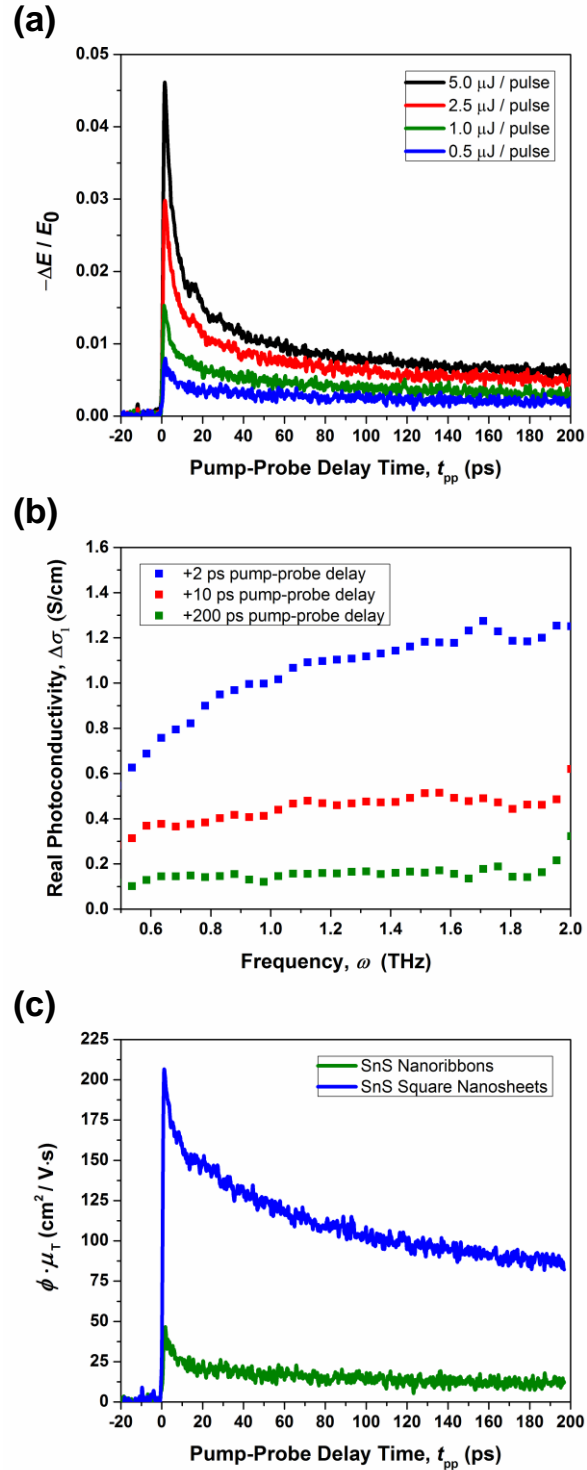 (a)
0.05
0.04
0.03
0.02
0.01
0.00
−ΔE / E0
5.0 μJ / pulse
2.5 μJ / pulse
1.0 μJ / pulse
0.5 μJ / pulse
-20 0 20 40 60 80 100 120 140 160 180 200
Pump-Probe Delay Time, tpp (ps)
(b)
1.6
1.4
1.2
1.0
0.8
0.6
0.4
0.2
0.0
Real Photoconductivity, Δσ1 (S/cm)
+2 ps pump-probe delay
+10 ps pump-probe delay
+200 ps pump-probe delay
0.6 0.8 1.0 1.2 1.4 1.6 1.8 2.0
Frequency, ω (THz)
(c)
225
200
175
150
125
100
75
50
25
0
ϕ·μT (cm2 / V·s)
SnS Nanoribbons
SnS Square Nanosheets
-20 0 20 40 60 80 100 120 140 160 180 200
Pump-Probe Delay Time, tpp (ps)